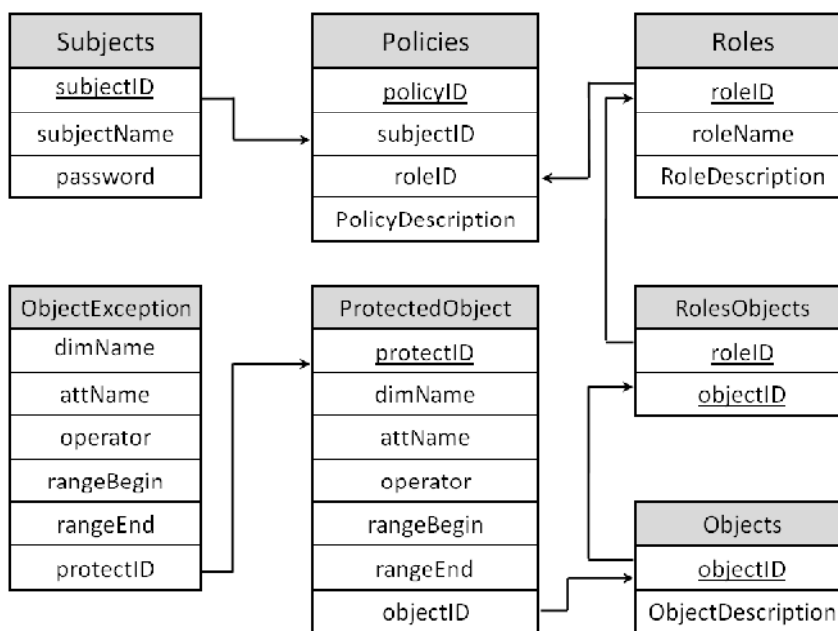 Subjects
subjectID
subjectName
password
Policies
policyID
subjectID
roleID
PolicyDescription
Roles
roleID
roleName
RoleDescription
ObjectException
dimName
attName
operator
rangeBegin
rangeEnd
protectID
ProtectedObject
protectID
dimName
attName
operator
rangeBegin
rangeEnd
objectID
RolesObjects
roleID
objectID
Objects
objectID
ObjectDescription